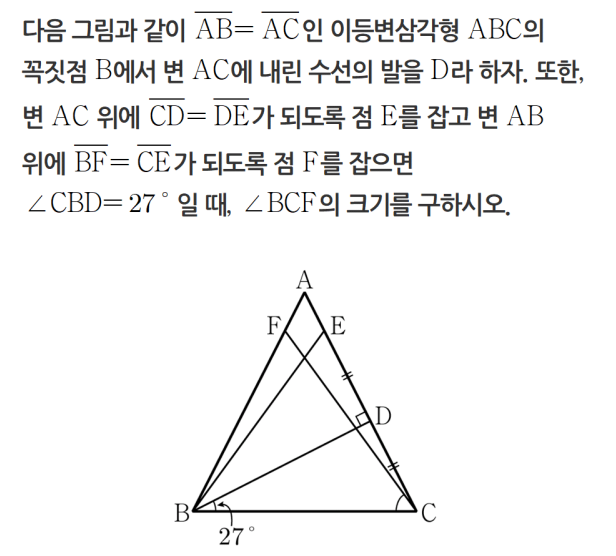 다음 그림과 같이 AB= AC인 이등변삼각형 ABC의
꼭짓점 B에서 변 AC에 내린 수선의 발을 D라 하자. 또한,
변 AC 위에 CD= DE가 되도록 점 E를 잡고 변 AB
위에 BF= CE가 되도록 점 F를 잡으면
∠CBD= 27° 일 때, ∠BCF의 크기를 구하시오.
A
F E
D
B C
27°